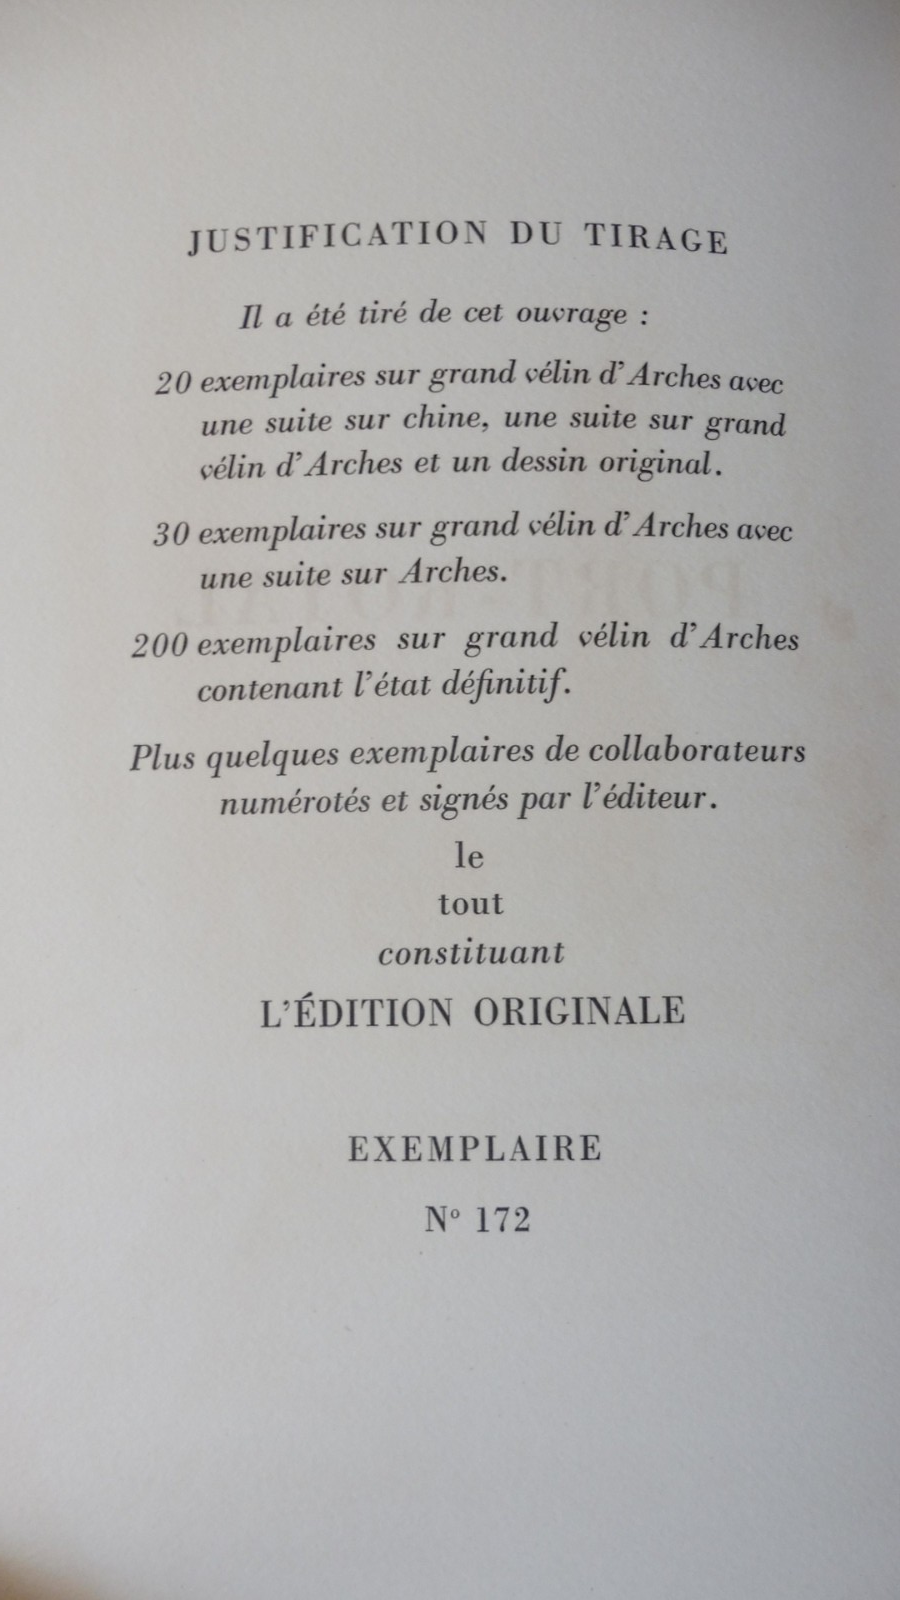 JUSTIFICATION DU TIRAGE
Il a été tiré de cet ouvrage :
20 exemplaires sur grand vélin d'Arches avec
une suite sur chine, une suite sur grand
vélin d'Arches et un dessin original.
30 exemplaires sur grand vélin d'Arches avec
une suite sur Arches.
200 exemplaires sur grand vélin d'Arches
contenant l'état définitif.
Plus quelques exemplaires de collaborateurs
numérotés et signés par l'éditeur.
le
tout
constituant
L'ÉDITION ORIGINALE
EXEMPLAIRE
Nº 172